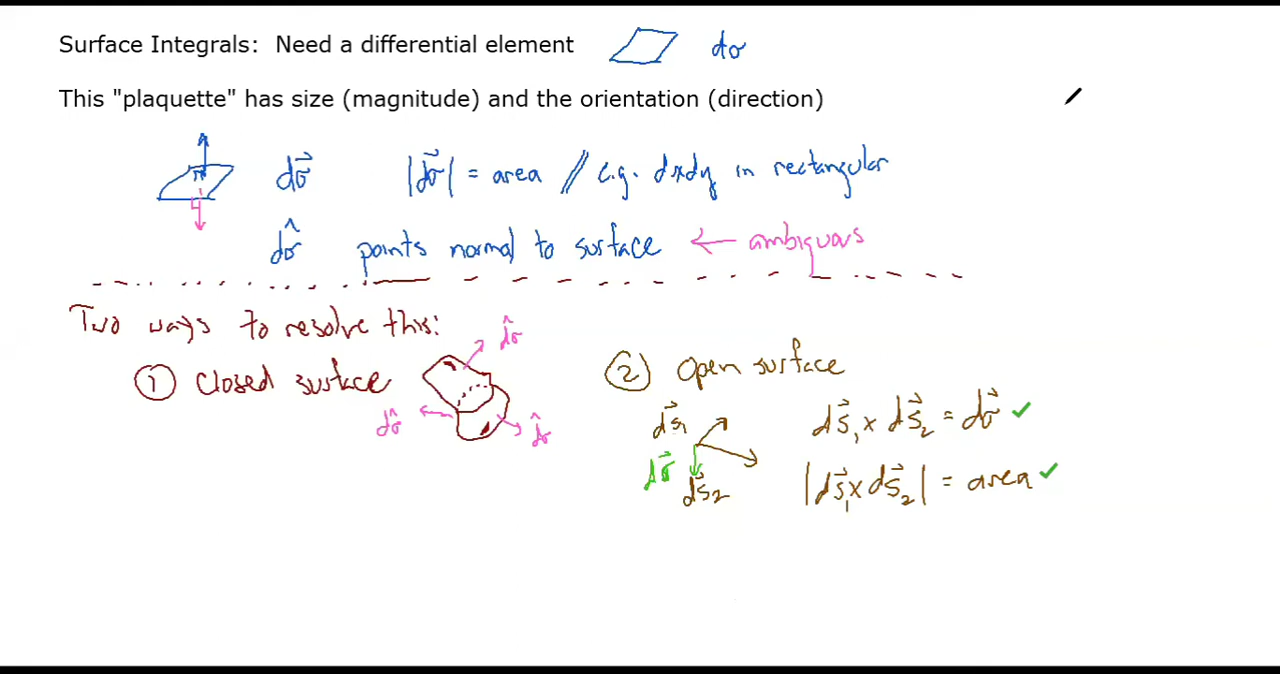 Surface Integrals: Need a differential element dσ
This "plaquette" has size (magnitude) and the orientation (direction)
dσ⃗ |dσ⃗| = area // e.g. dxdy in rectangular
dσ̂ points normal to surface ← ambiguous
Two ways to resolve this:
① Closed surface
dσ̂
dσ̂
dσ̂
② Open surface
ds⃗₁
dσ⃗
ds⃗₂
ds⃗₁ × ds⃗₂ = dσ⃗ ✓
|ds⃗₁ × ds⃗₂| = area ✓